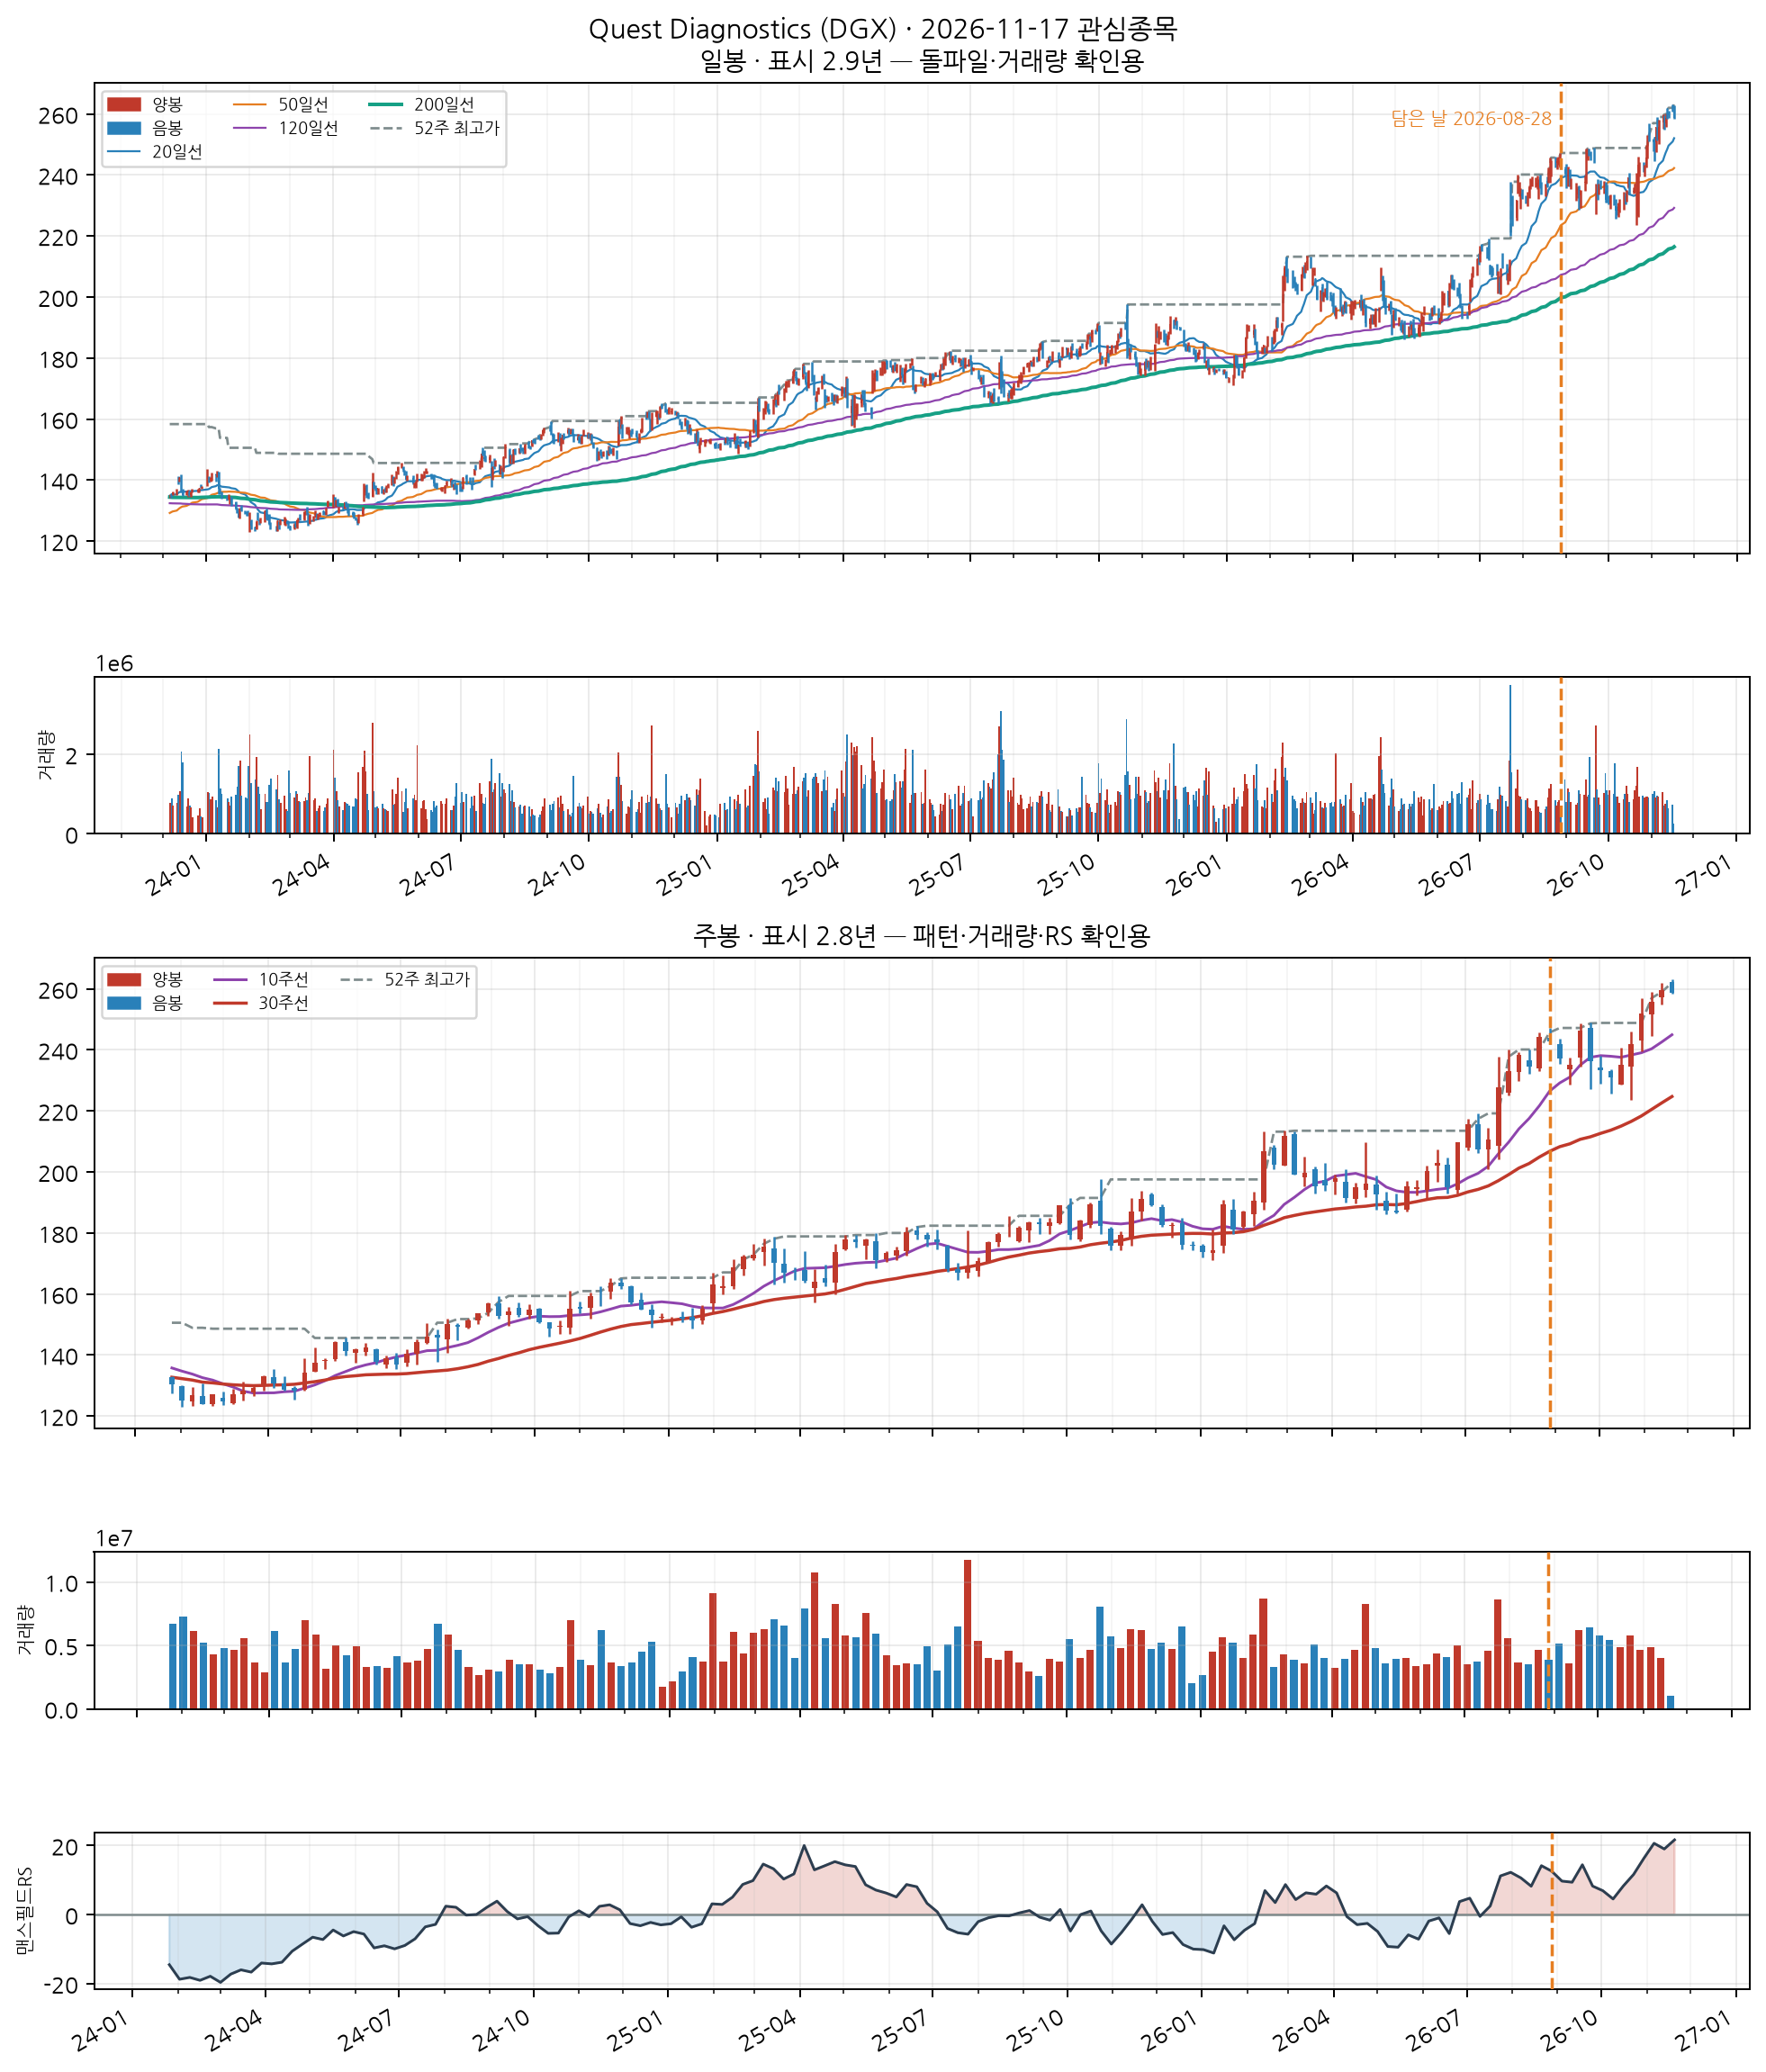 Quest Diagnostics (DGX) · 2026-11-17 관심종목
일봉 · 표시 2.9년 — 돌파일·거래량 확인용
양봉 50일선 200일선
음봉 120일선 52주 최고가
20일선
담은 날 2026-08-28
260
240
220
200
180
160
140
120
1e6
거래량
2
0
24-01 24-04 24-07 24-10 25-01 25-04 25-07 25-10 26-01 26-04 26-07 26-10 27-01
주봉 · 표시 2.8년 — 패턴·거래량·RS 확인용
양봉 10주선 52주 최고가
음봉 30주선
260
240
220
200
180
160
140
120
1e7
거래량
1.0
0.5
0.0
맨스필드RS
20
0
-20
24-01 24-04 24-07 24-10 25-01 25-04 25-07 25-10 26-01 26-04 26-07 26-10 27-01